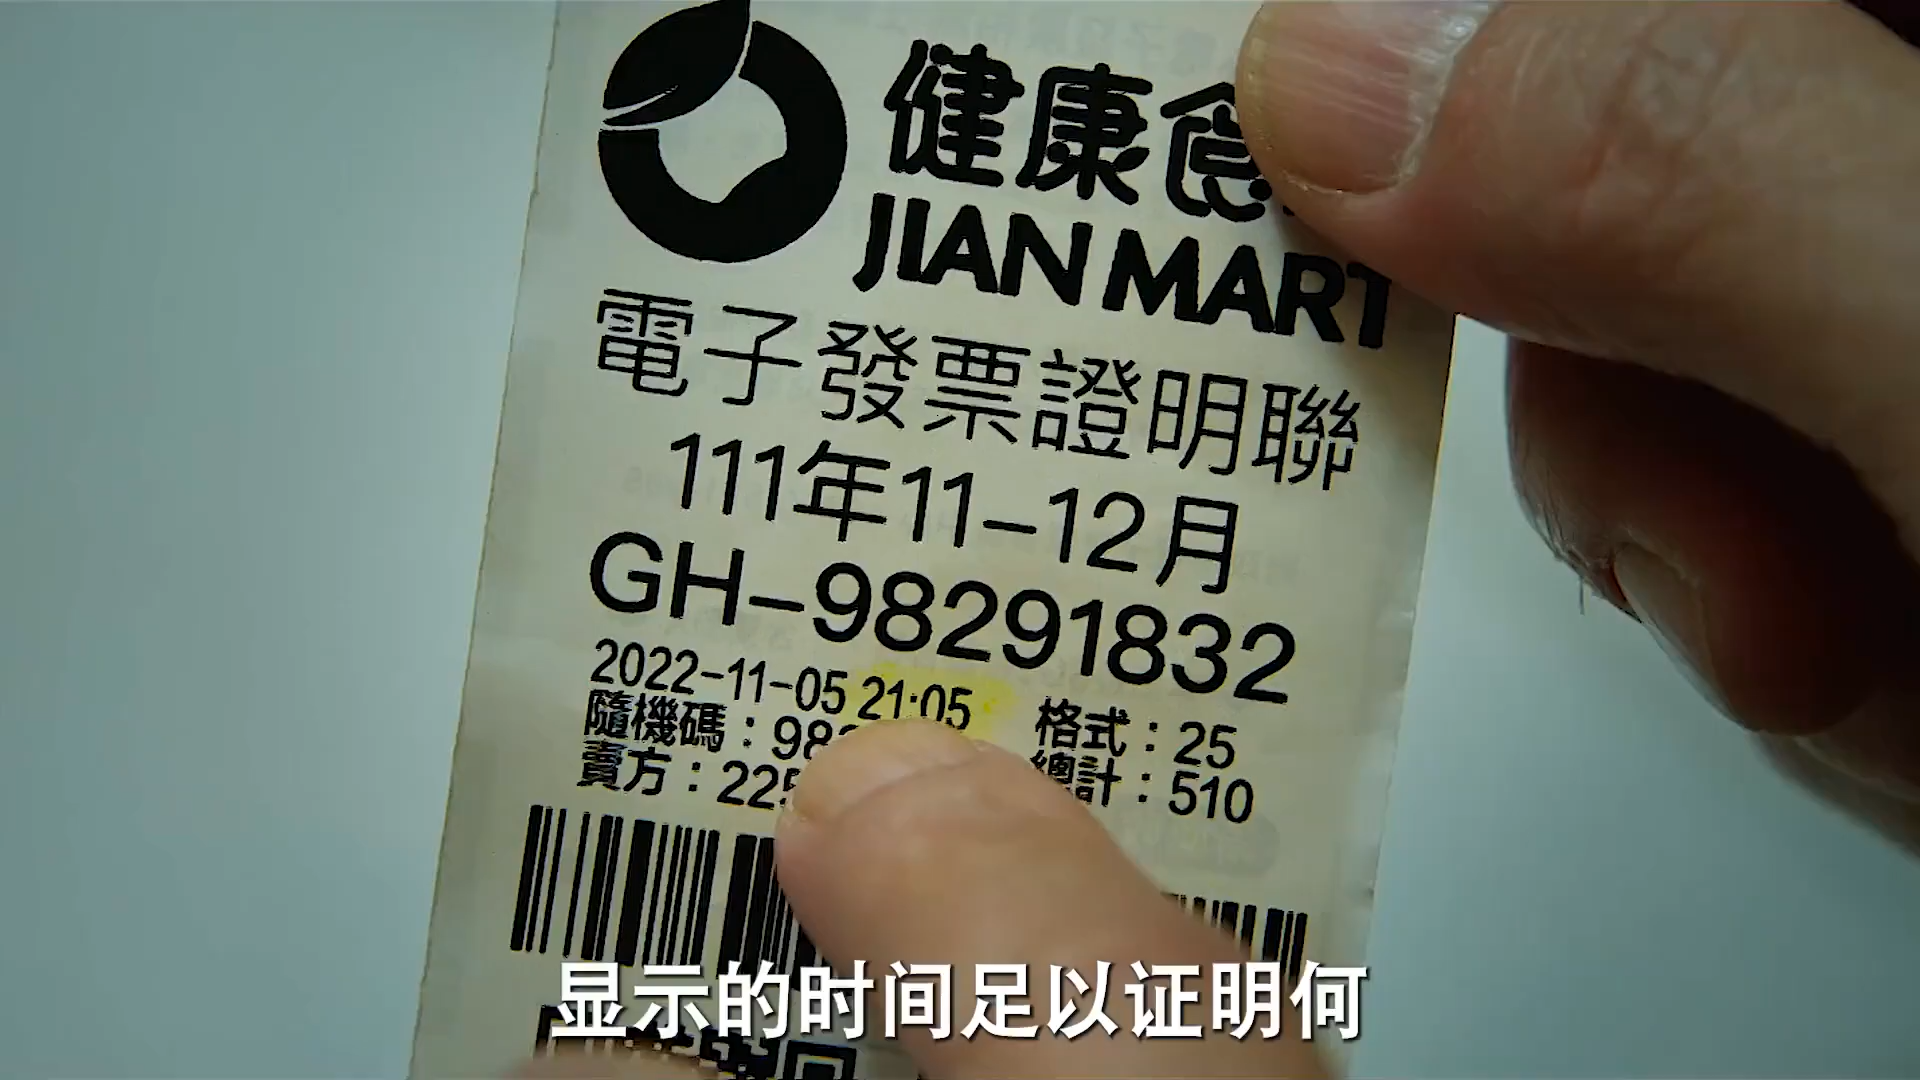 健康食
JIAN MART
電子發票證明聯
111年11-12月
GH-98291832
2022-11-05 21:05
隨機碼：98 格式：25
賣方：225 總計：510
显示的时间足以证明何